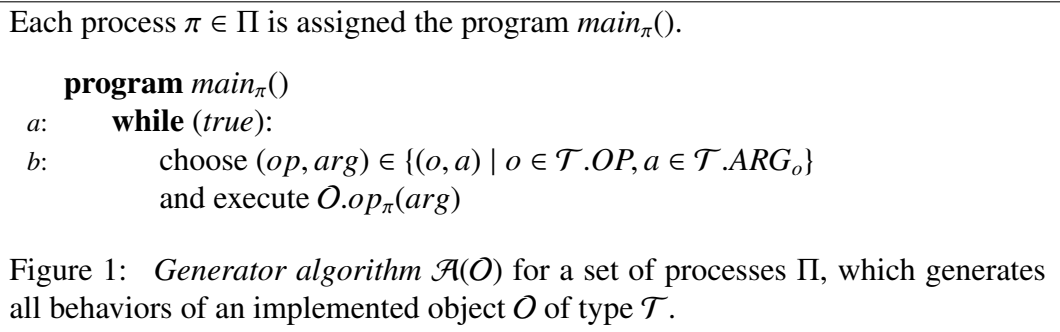 Each process π ∈ Π is assigned the program main_π().
program main_π()
a: while (true):
b: choose (op, arg) ∈ {(o, a) | o ∈ 𝒯.OP, a ∈ 𝒯.ARG_o}
and execute 𝒪.op_π(arg)
Figure 1: Generator algorithm 𝒜(𝒪) for a set of processes Π, which generates
all behaviors of an implemented object 𝒪 of type 𝒯.